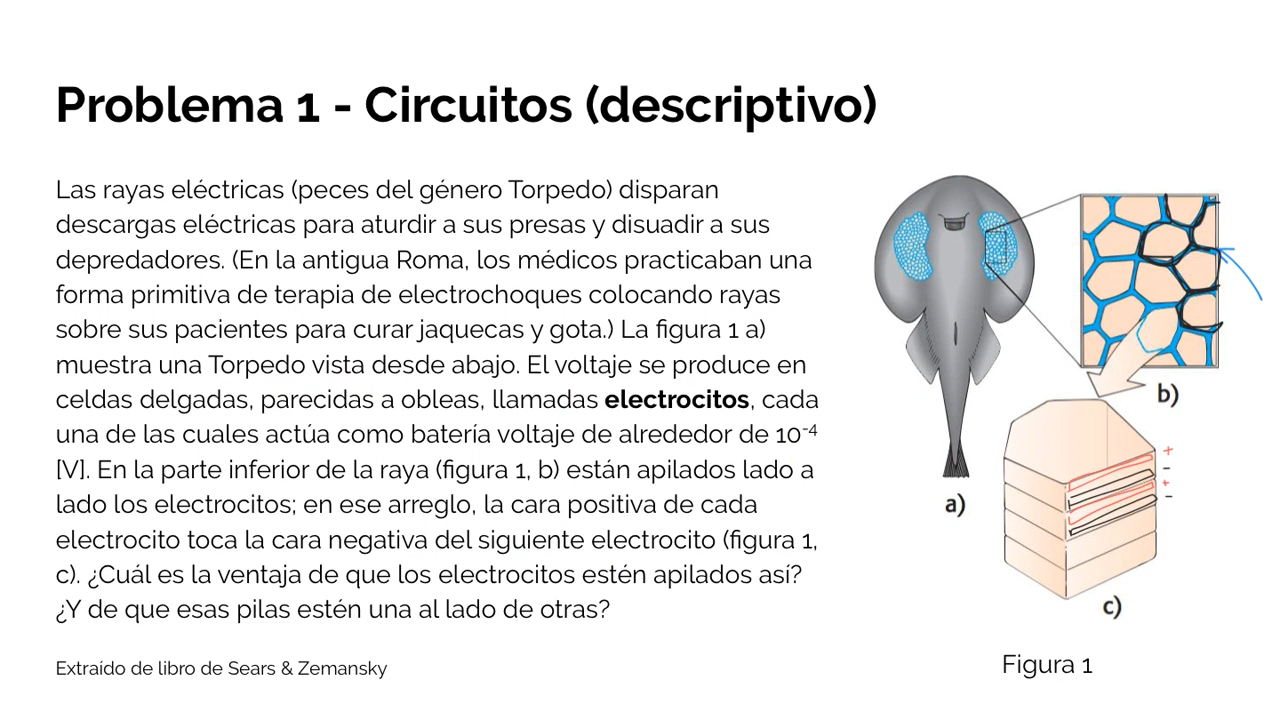 Problema 1 - Circuitos (descriptivo)
Las rayas eléctricas (peces del género Torpedo) disparan
descargas eléctricas para aturdir a sus presas y disuadir a sus
depredadores. (En la antigua Roma, los médicos practicaban una
forma primitiva de terapia de electrochoques colocando rayas
sobre sus pacientes para curar jaquecas y gota.) La figura 1 a)
muestra una Torpedo vista desde abajo. El voltaje se produce en
celdas delgadas, parecidas a obleas, llamadas electrocitos, cada
una de las cuales actúa como batería voltaje de alrededor de 10⁻⁴
[V]. En la parte inferior de la raya (figura 1, b) están apilados lado a
lado los electrocitos; en ese arreglo, la cara positiva de cada
electrocito toca la cara negativa del siguiente electrocito (figura 1,
c). ¿Cuál es la ventaja de que los electrocitos estén apilados así?
¿Y de que esas pilas estén una al lado de otras?
Extraído de libro de Sears & Zemansky
a)
b)
+
-
+
-
c)
Figura 1